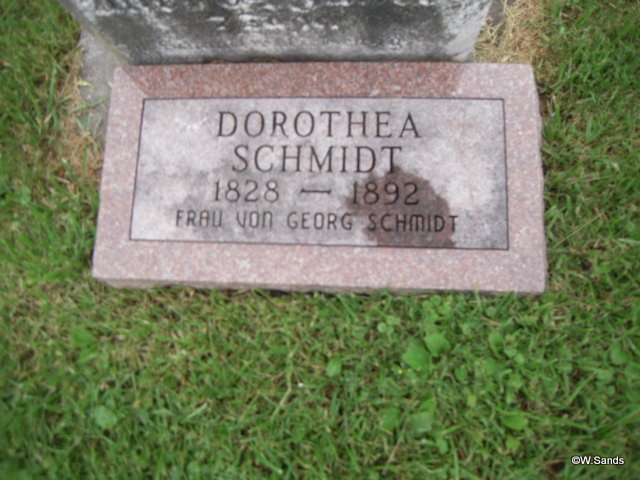 DOROTHEA
SCHMIDT
1828 — 1892
FRAU VON GEORG SCHMIDT
©W.Sands